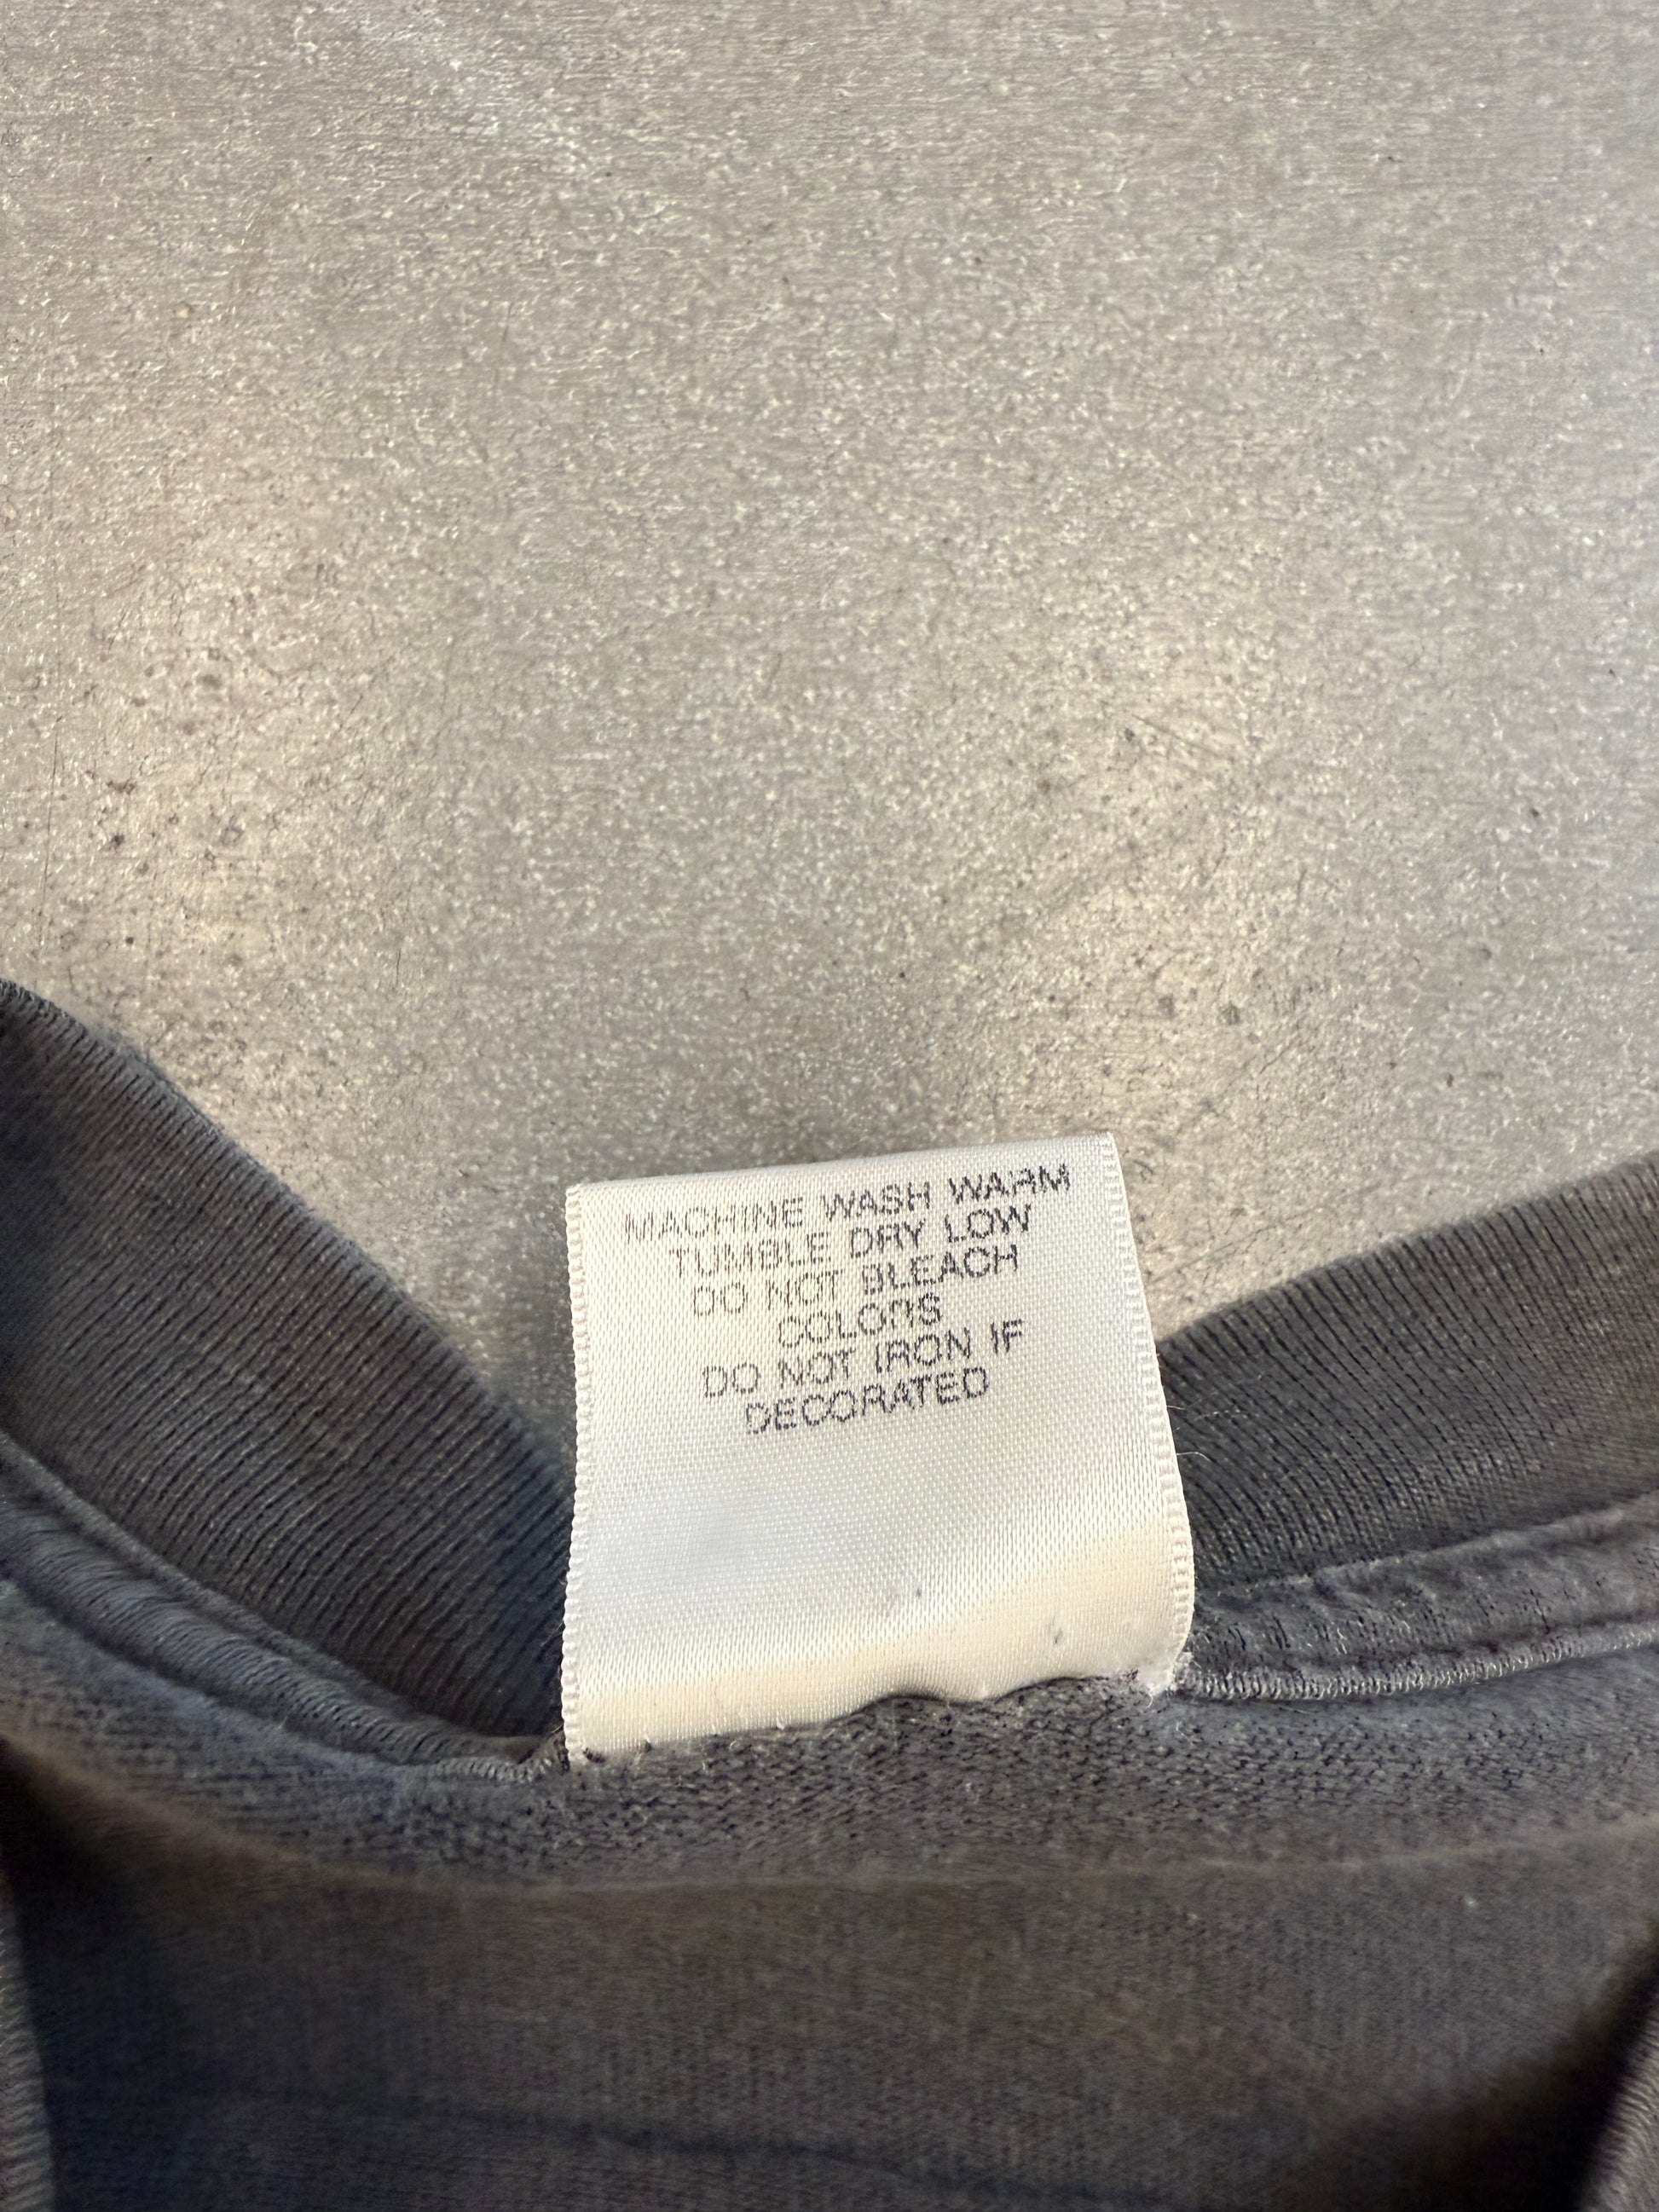 MACHINE WASH WARM
TUMBLE DRY LOW
DO NOT BLEACH
COLORS
DO NOT IRON IF
DECORATED